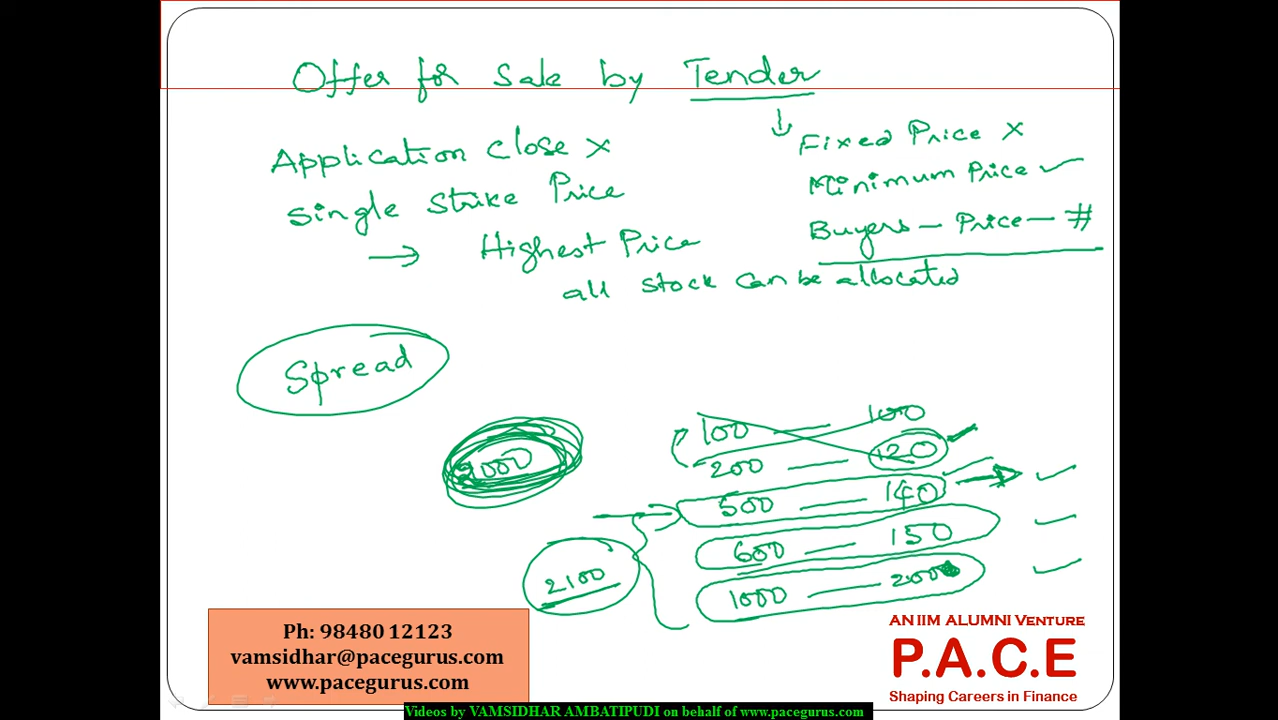 Offer for Sale by Tender
Application close x
Single Strike Price
→ Highest Price
all stock can be allocated
↓ Fixed Price x
Minimum Price ✓
Buyers - Price - #
Spread
100 - 100
200 - 120
500 - 140
600 - 150
1000 - 200
2100
Ph: 98480 12123
vamsidhar@pacegurus.com
www.pacegurus.com
AN IIM ALUMNI VENTURE
P.A.C.E
Shaping Careers in Finance
Videos by VAMSIDHAR AMBATIPUDI on behalf of www.pacegurus.com